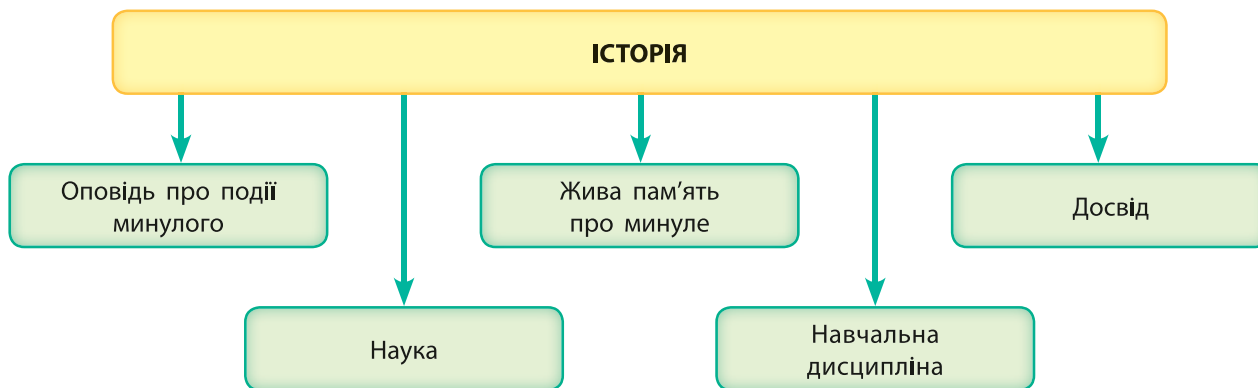 ІСТОРІЯ
Оповідь про події
минулого
Жива пам’ять
про минуле
Досвід
Наука
Навчальна
дисципліна